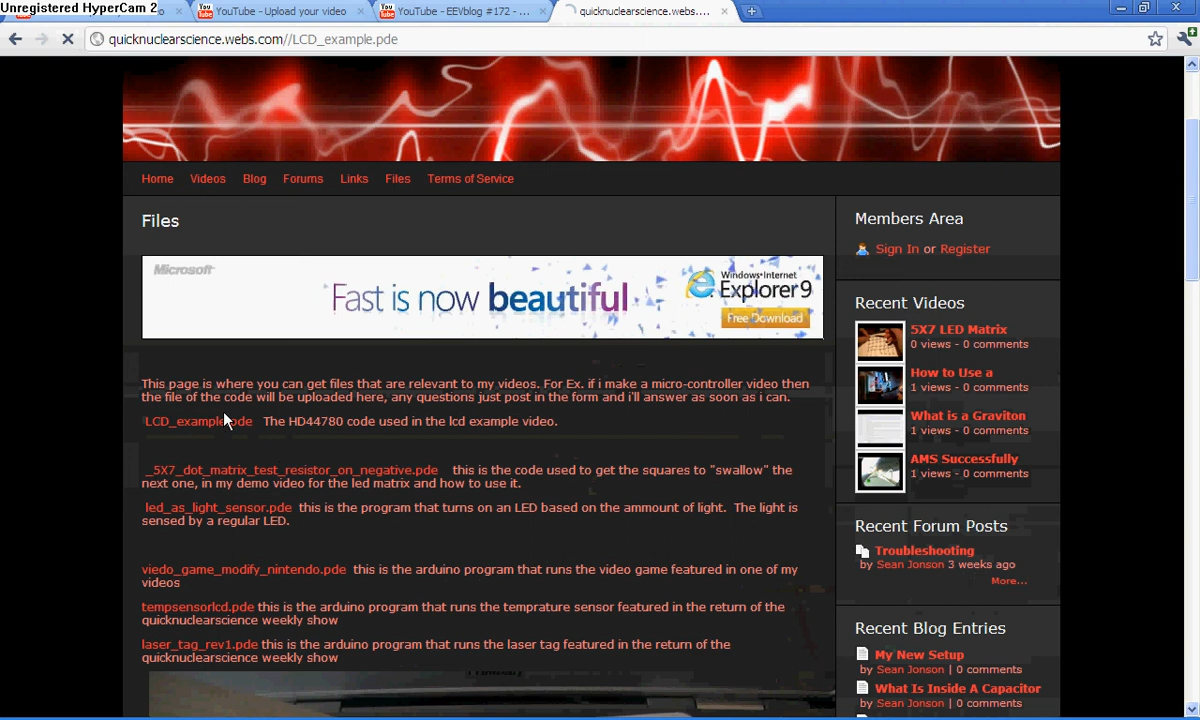 Unregistered HyperCam 2
YouTube - Upload your video
YouTube - EEVblog #172 - ...
quicknuclearscience.webs....
quicknuclearscience.webs.com//LCD_example.pde
Home Videos Blog Forums Links Files Terms of Service
Files
Microsoft
Fast is now beautiful
Windows Internet
Explorer 9
Free Download
This page is where you can get files that are relevant to my videos. For Ex. if i make a micro-controller video then
the file of the code will be uploaded here, any questions just post in the form and i'll answer as soon as i can.
LCD_example.pde The HD44780 code used in the lcd example video.
_5X7_dot_matrix_test_resistor_on_negative.pde this is the code used to get the squares to "swallow" the
next one, in my demo video for the led matrix and how to use it.
led_as_light_sensor.pde this is the program that turns on an LED based on the ammount of light. The light is
sensed by a regular LED.
viedo_game_modify_nintendo.pde this is the arduino program that runs the video game featured in one of my
videos
tempsensorlcd.pde this is the arduino program that runs the temprature sensor featured in the return of the
quicknuclearscience weekly show
laser_tag_rev1.pde this is the arduino program that runs the laser tag featured in the return of the
quicknuclearscience weekly show
Members Area
Sign In or Register
Recent Videos
5X7 LED Matrix
0 views - 0 comments
How to Use a
1 views - 0 comments
What is a Graviton
1 views - 0 comments
AMS Successfully
1 views - 0 comments
Recent Forum Posts
Troubleshooting
by Sean Jonson 3 weeks ago
More...
Recent Blog Entries
My New Setup
by Sean Jonson | 0 comments
What Is Inside A Capacitor
by Sean Jonson | 0 comments